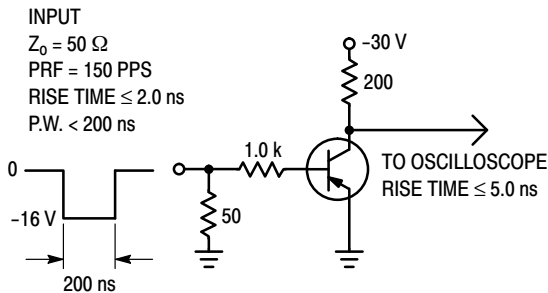 INPUT
Z₀ = 50 Ω
PRF = 150 PPS
RISE TIME ≤ 2.0 ns
P.W. < 200 ns
-30 V
200
1.0 k
TO OSCILLOSCOPE
RISE TIME ≤ 5.0 ns
0
-16 V
50
200 ns